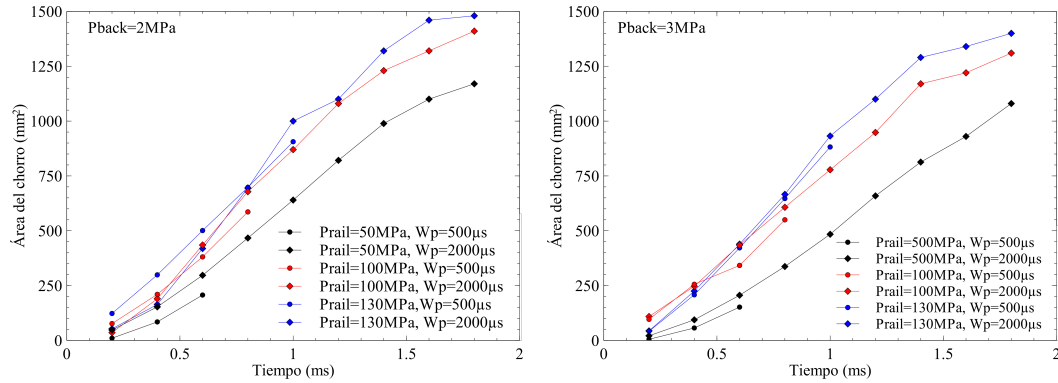 Pback=2MPa
Área del chorro (mm²)
1500
1250
1000
750
500
250
0
Prail=50MPa, Wp=500µs
Prail=50MPa, Wp=2000µs
Prail=100MPa, Wp=500µs
Prail=100MPa, Wp=2000µs
Prail=130MPa,Wp=500µs
Prail=130MPa, Wp=2000µs
0
0.5
1
1.5
2
Tiempo (ms)
Pback=3MPa
Área del chorro (mm²)
1500
1250
1000
750
500
250
0
Prail=500MPa, Wp=500µs
Prail=500MPa, Wp=2000µs
Prail=100MPa, Wp=500µs
Prail=100MPa, Wp=2000µs
Prail=130MPa, Wp=500µs
Prail=130MPa, Wp=2000µs
0
0.5
1
1.5
2
Tiempo (ms)